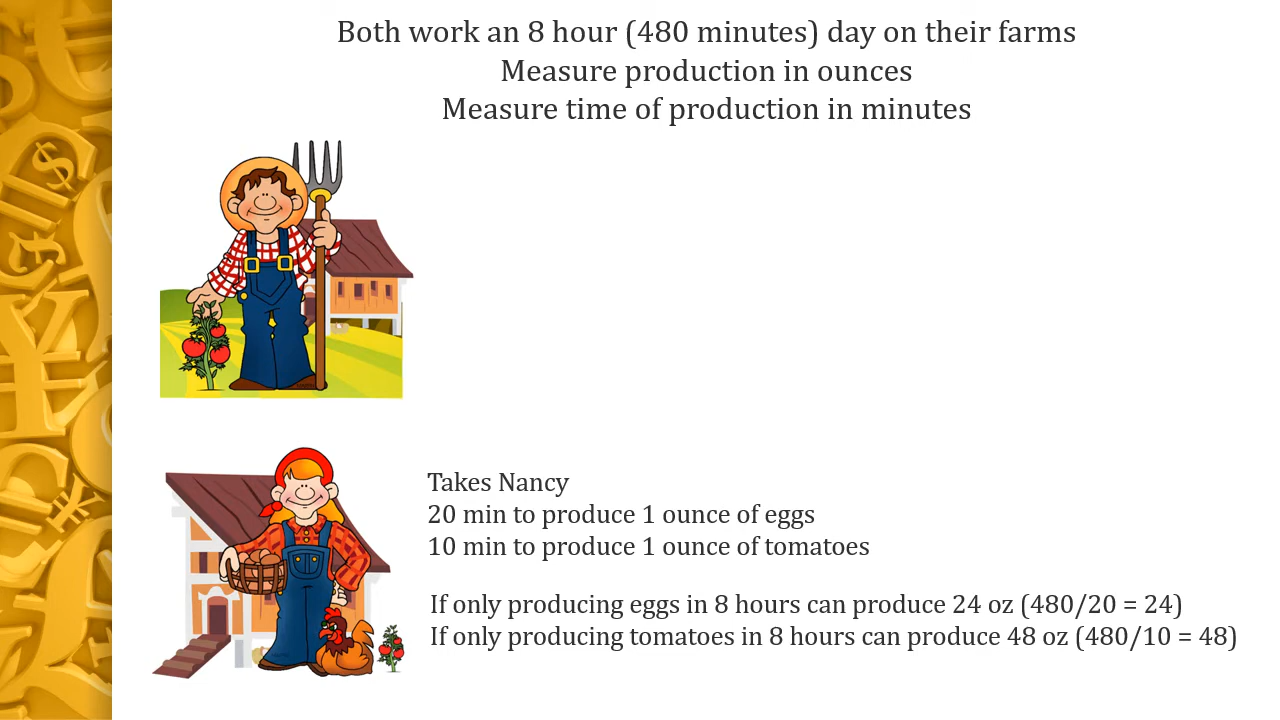 Both work an 8 hour (480 minutes) day on their farms
Measure production in ounces
Measure time of production in minutes
Takes Nancy
20 min to produce 1 ounce of eggs
10 min to produce 1 ounce of tomatoes
If only producing eggs in 8 hours can produce 24 oz (480/20 = 24)
If only producing tomatoes in 8 hours can produce 48 oz (480/10 = 48)